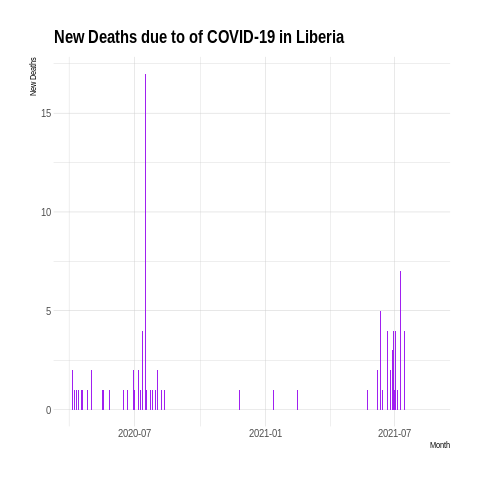 New Deaths due to of COVID-19 in Liberia
New Deaths
15
10
5
0
2020-07
2021-01
2021-07
Month